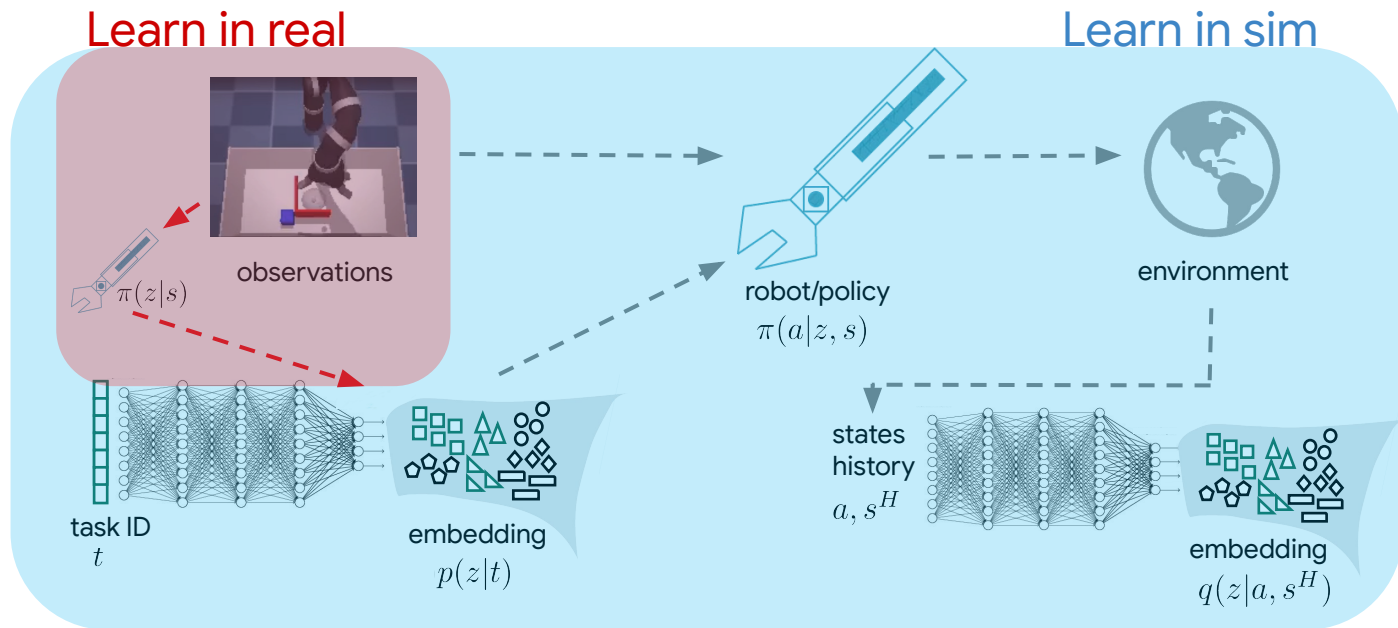 Learn in real
Learn in sim
observations
π(z|s)
robot/policy
π(a|z, s)
environment
task ID
t
embedding
p(z|t)
states
history
a, s^H
embedding
q(z|a, s^H)